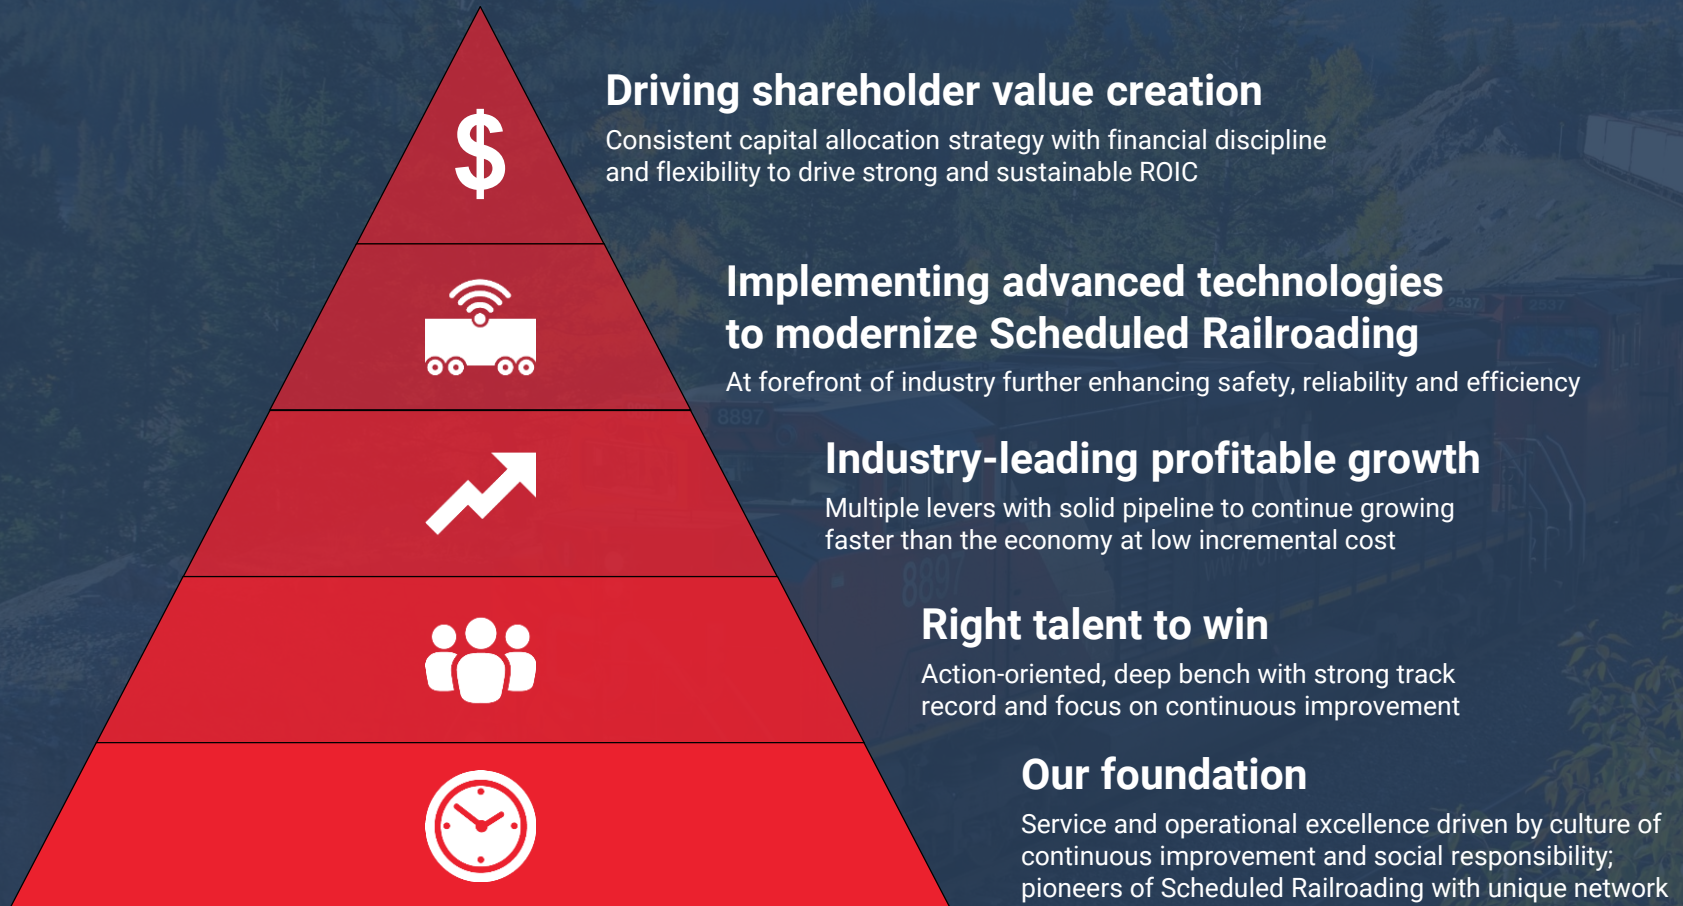 $
Driving shareholder value creation
Consistent capital allocation strategy with financial discipline
and flexibility to drive strong and sustainable ROIC
Implementing advanced technologies
to modernize Scheduled Railroading
At forefront of industry further enhancing safety, reliability and efficiency
2537 2537
8897
Industry-leading profitable growth
Multiple levers with solid pipeline to continue growing
faster than the economy at low incremental cost
8897
Right talent to win
Action-oriented, deep bench with strong track
record and focus on continuous improvement
Our foundation
Service and operational excellence driven by culture of
continuous improvement and social responsibility;
pioneers of Scheduled Railroading with unique network